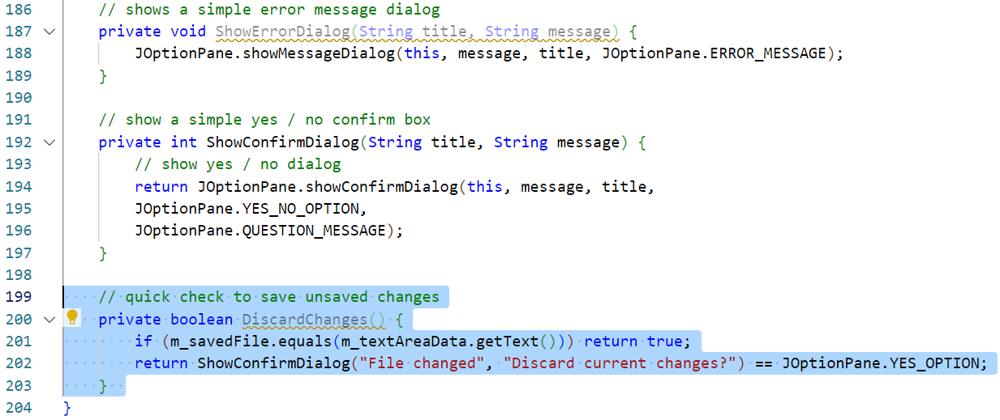 186 // shows a simple error message dialog
187 private void ShowErrorDialog(String title, String message) {
188 JOptionPane.showMessageDialog(this, message, title, JOptionPane.ERROR_MESSAGE);
189 }
190
191 // show a simple yes / no confirm box
192 private int ShowConfirmDialog(String title, String message) {
193 // show yes / no dialog
194 return JOptionPane.showConfirmDialog(this, message, title,
195 JOptionPane.YES_NO_OPTION,
196 JOptionPane.QUESTION_MESSAGE);
197 }
198
199 // quick check to save unsaved changes
200 private boolean DiscardChanges() {
201 if (m_savedFile.equals(m_textAreaData.getText())) return true;
202 return ShowConfirmDialog("File changed", "Discard current changes?") == JOptionPane.YES_OPTION;
203 }
204 }